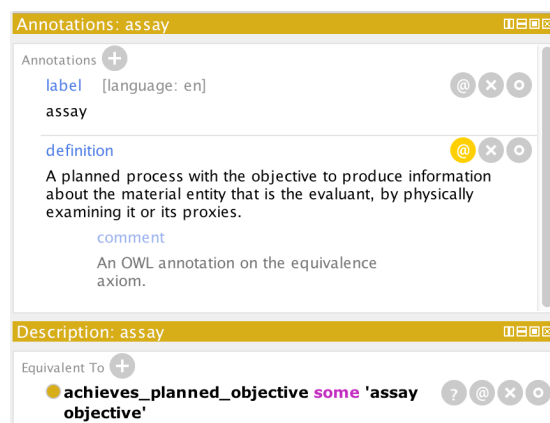 Annotations: assay
Annotations
label [language: en]
assay
definition
A planned process with the objective to produce information
about the material entity that is the evaluant, by physically
examining it or its proxies.
comment
An OWL annotation on the equivalence
axiom.
Description: assay
Equivalent To
achieves_planned_objective some 'assay
objective'